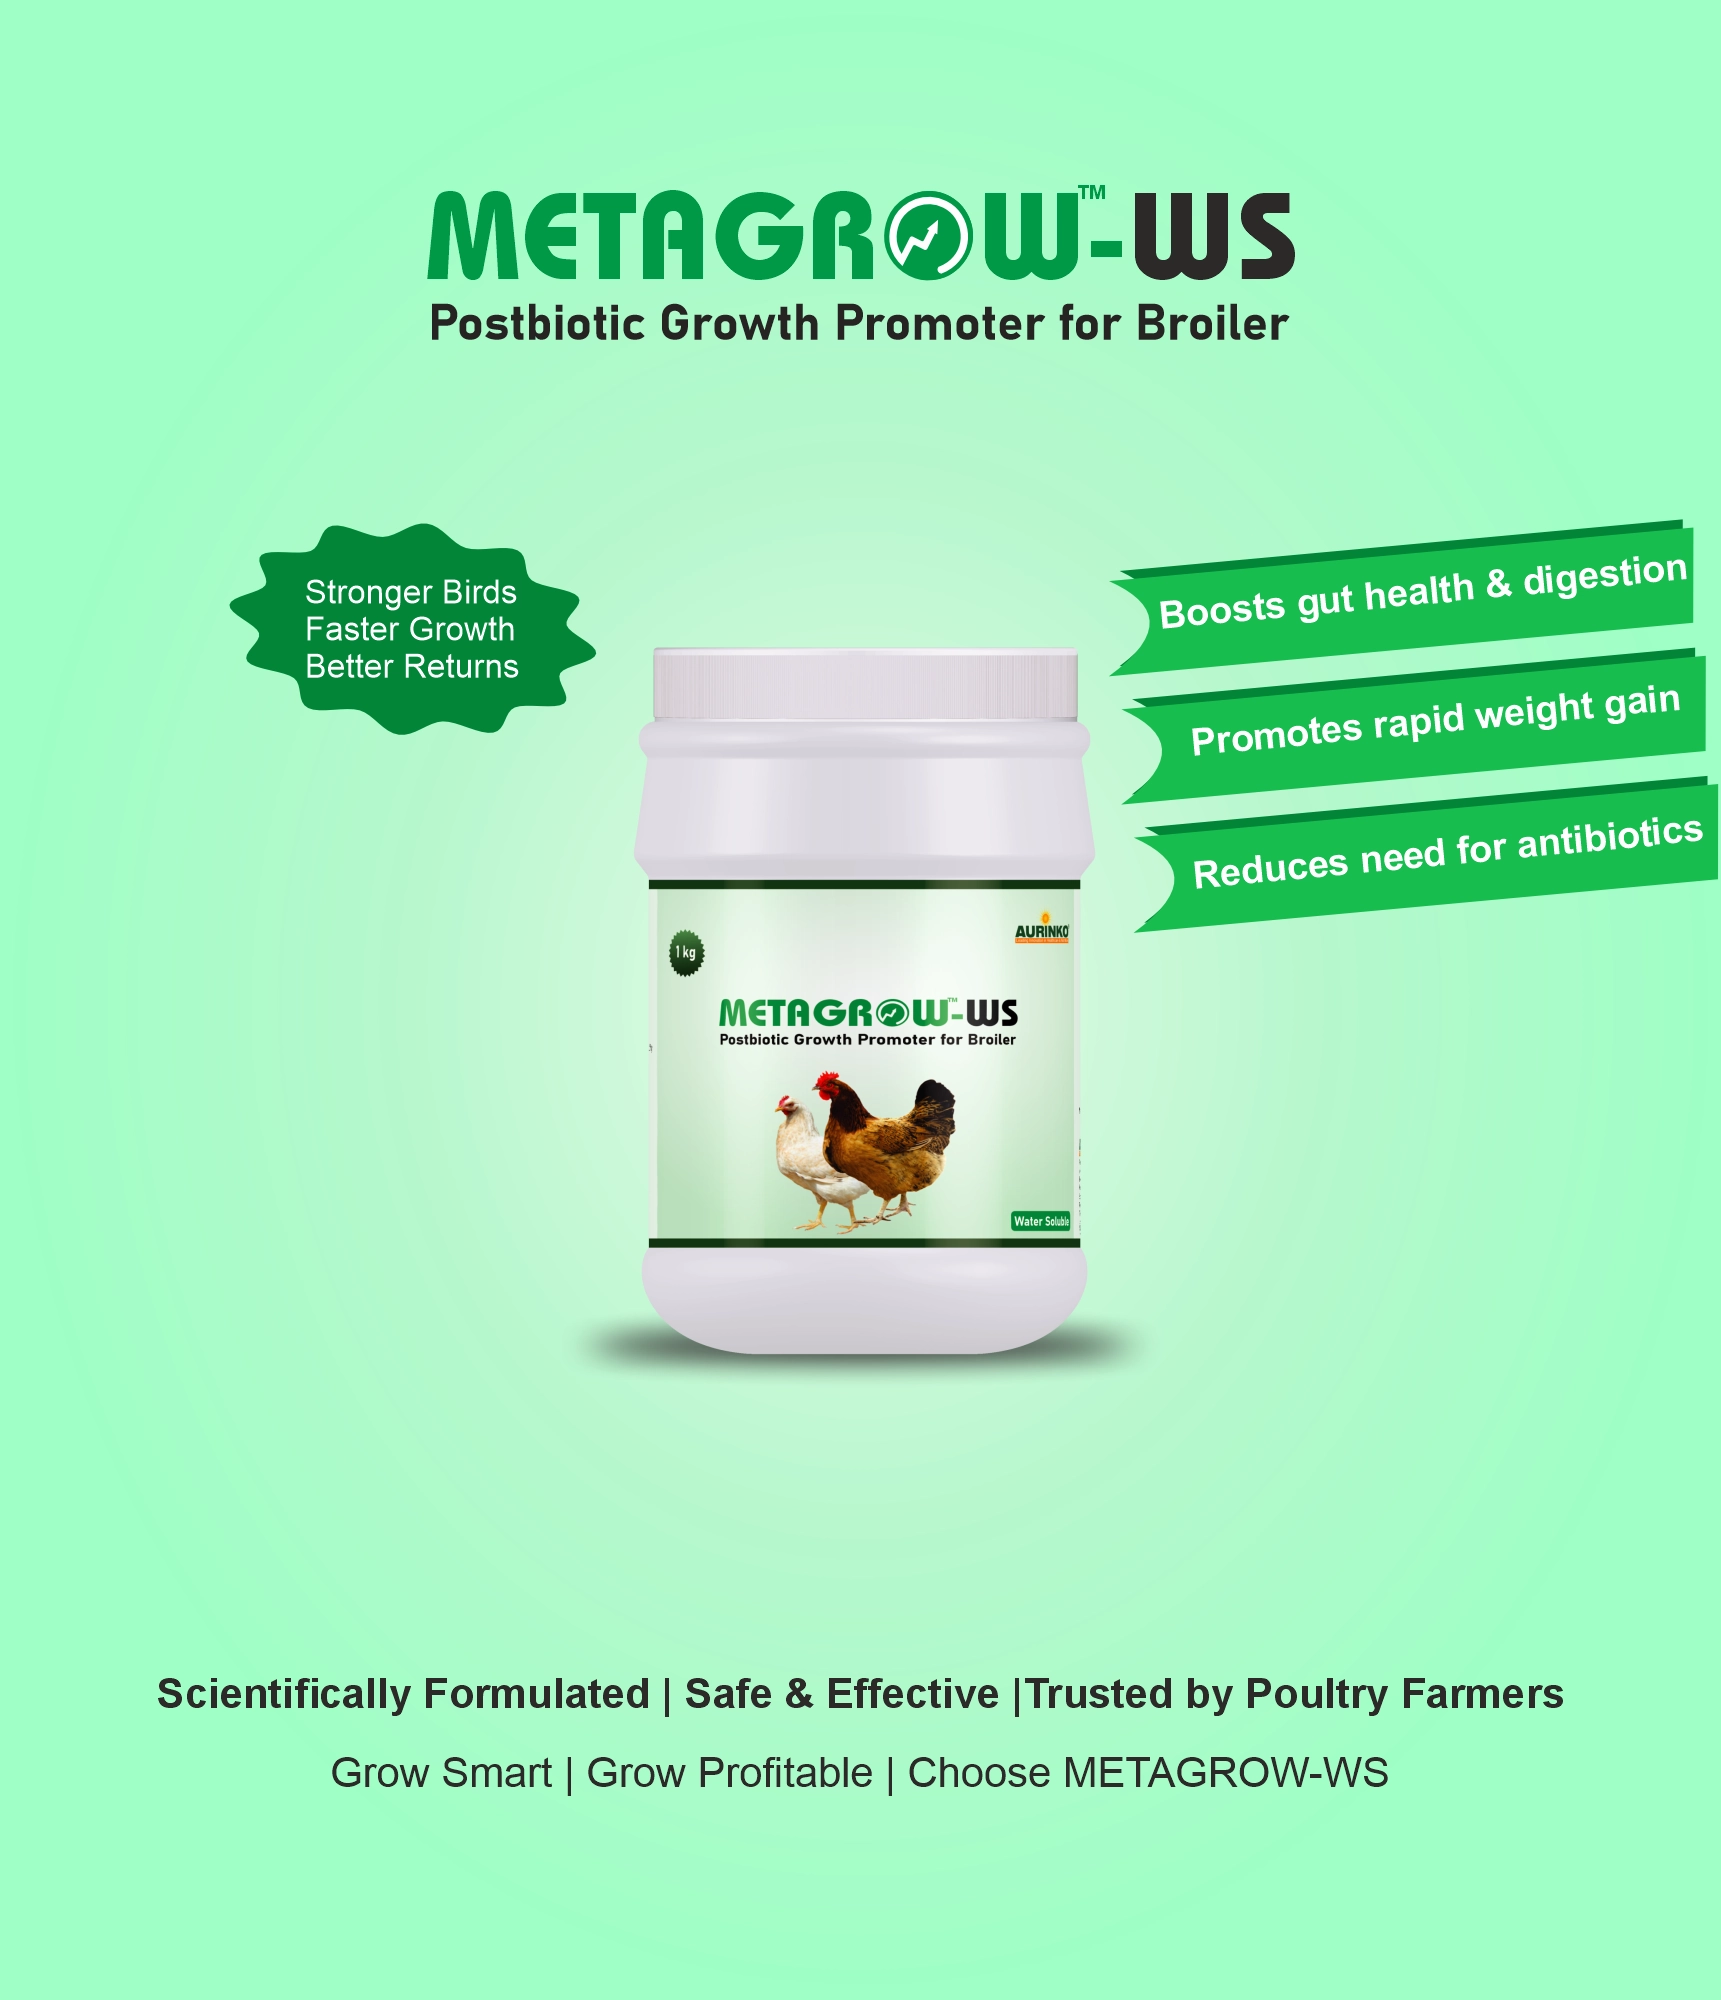 METAGROW™-WS
Postbiotic Growth Promoter for Broiler
Stronger Birds
Faster Growth
Better Returns
Boosts gut health & digestion
Promotes rapid weight gain
Reduces need for antibiotics
1 kg
AURINKO
METAGROW™-WS
Postbiotic Growth Promoter for Broiler
Water Soluble
Scientifically Formulated | Safe & Effective |Trusted by Poultry Farmers
Grow Smart | Grow Profitable | Choose METAGROW-WS